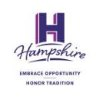 H
Hampshire
EMBRACE OPPORTUNITY
HONOR TRADITION